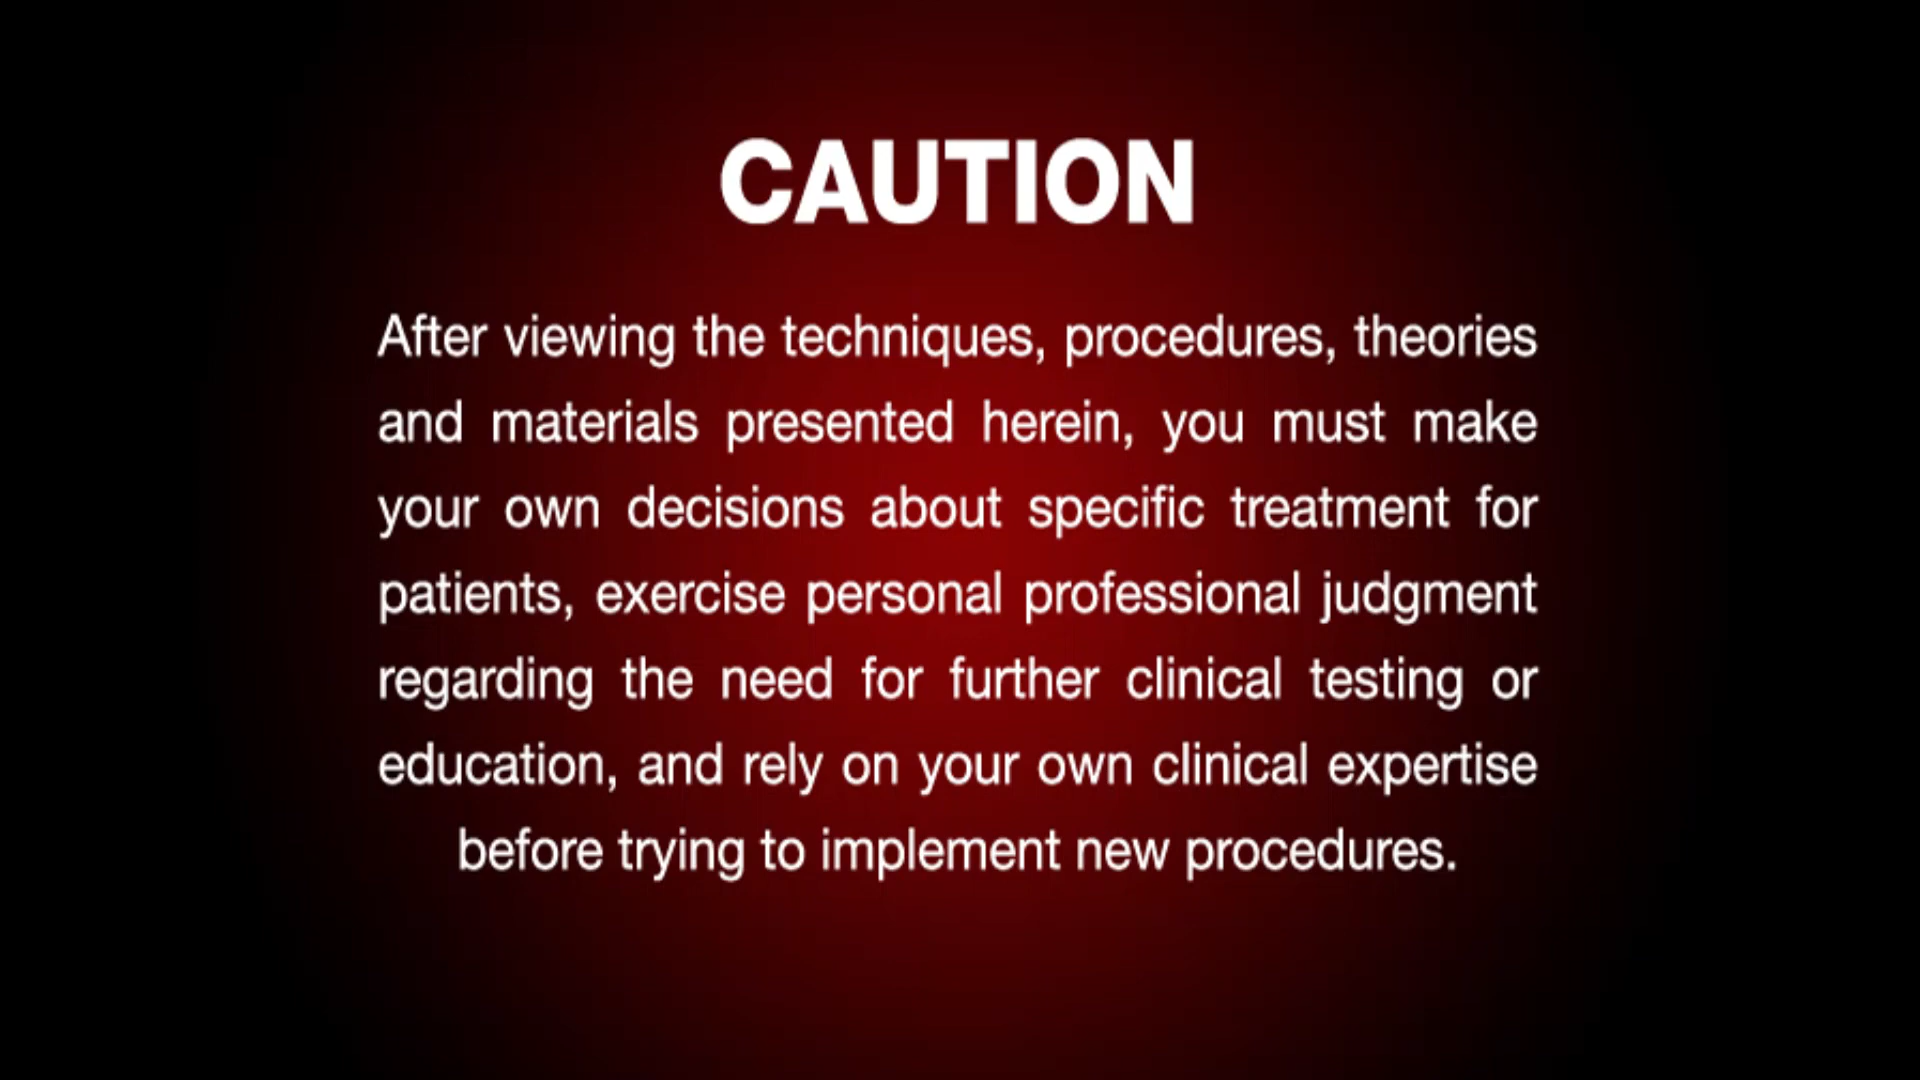 CAUTION
After viewing the techniques, procedures, theories
and materials presented herein, you must make
your own decisions about specific treatment for
patients, exercise personal professional judgment
regarding the need for further clinical testing or
education, and rely on your own clinical expertise
before trying to implement new procedures.